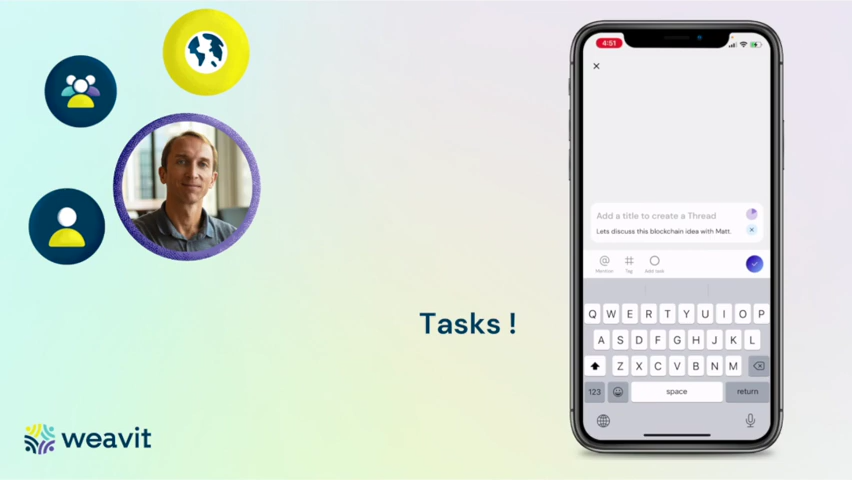 4:51
Add a title to create a Thread
Lets discuss this blockchain idea with Matt.
@ # 
Mention Tag Add task
Tasks !
Q W E R T Y U I O P
A S D F G H J K L
Z X C V B N M
123 space return
weavit